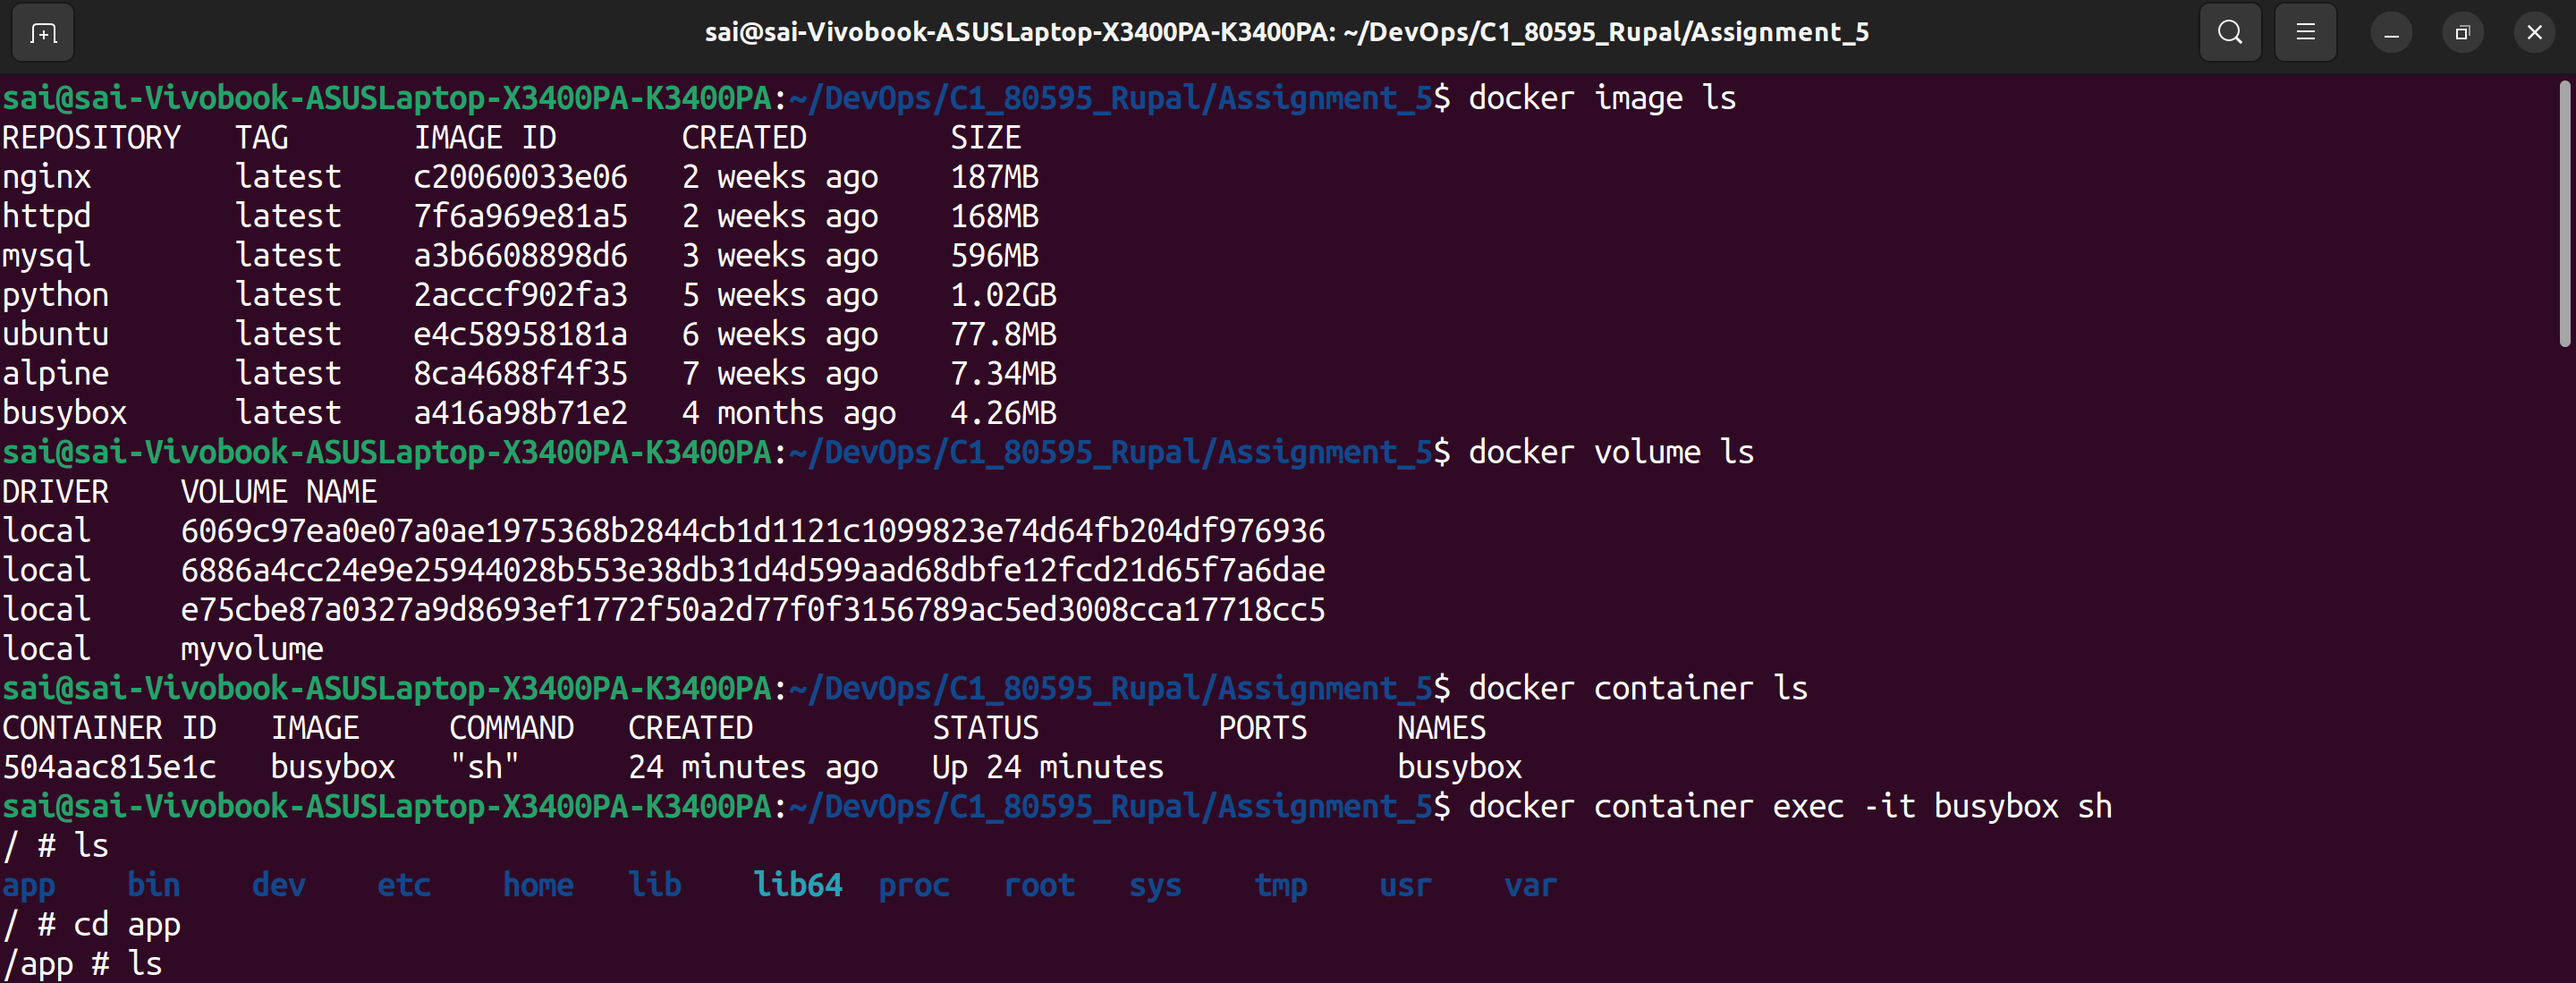 sai@sai-Vivobook-ASUSLaptop-X3400PA-K3400PA: ~/DevOps/C1_80595_Rupal/Assignment_5
sai@sai-Vivobook-ASUSLaptop-X3400PA-K3400PA:~/DevOps/C1_80595_Rupal/Assignment_5$ docker image ls
REPOSITORY   TAG       IMAGE ID       CREATED        SIZE
nginx        latest    c20060033e06   2 weeks ago    187MB
httpd        latest    7f6a969e81a5   2 weeks ago    168MB
mysql        latest    a3b6608898d6   3 weeks ago    596MB
python       latest    2acccf902fa3   5 weeks ago    1.02GB
ubuntu       latest    e4c58958181a   6 weeks ago    77.8MB
alpine       latest    8ca4688f4f35   7 weeks ago    7.34MB
busybox      latest    a416a98b71e2   4 months ago   4.26MB
sai@sai-Vivobook-ASUSLaptop-X3400PA-K3400PA:~/DevOps/C1_80595_Rupal/Assignment_5$ docker volume ls
DRIVER    VOLUME NAME
local     6069c97ea0e07a0ae1975368b2844cb1d1121c1099823e74d64fb204df976936
local     6886a4cc24e9e25944028b553e38db31d4d599aad68dbfe12fcd21d65f7a6dae
local     e75cbe87a0327a9d8693ef1772f50a2d77f0f3156789ac5ed3008cca17718cc5
local     myvolume
sai@sai-Vivobook-ASUSLaptop-X3400PA-K3400PA:~/DevOps/C1_80595_Rupal/Assignment_5$ docker container ls
CONTAINER ID   IMAGE     COMMAND   CREATED          STATUS          PORTS     NAMES
504aac815e1c   busybox   "sh"      24 minutes ago   Up 24 minutes             busybox
sai@sai-Vivobook-ASUSLaptop-X3400PA-K3400PA:~/DevOps/C1_80595_Rupal/Assignment_5$ docker container exec -it busybox sh
/ # ls
app    bin    dev    etc    home   lib    lib64  proc   root   sys    tmp    usr    var
/ # cd app
/app # ls